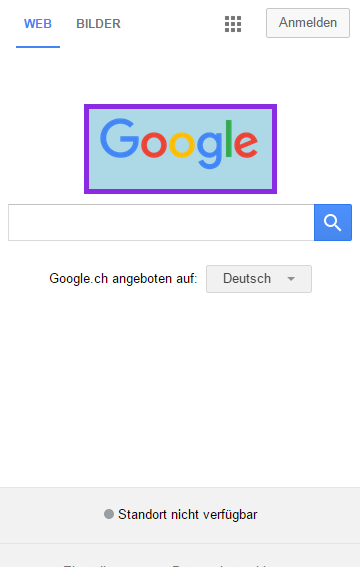 WEB BILDER Anmelden
Google
Google.ch angeboten auf: Deutsch
Standort nicht verfügbar